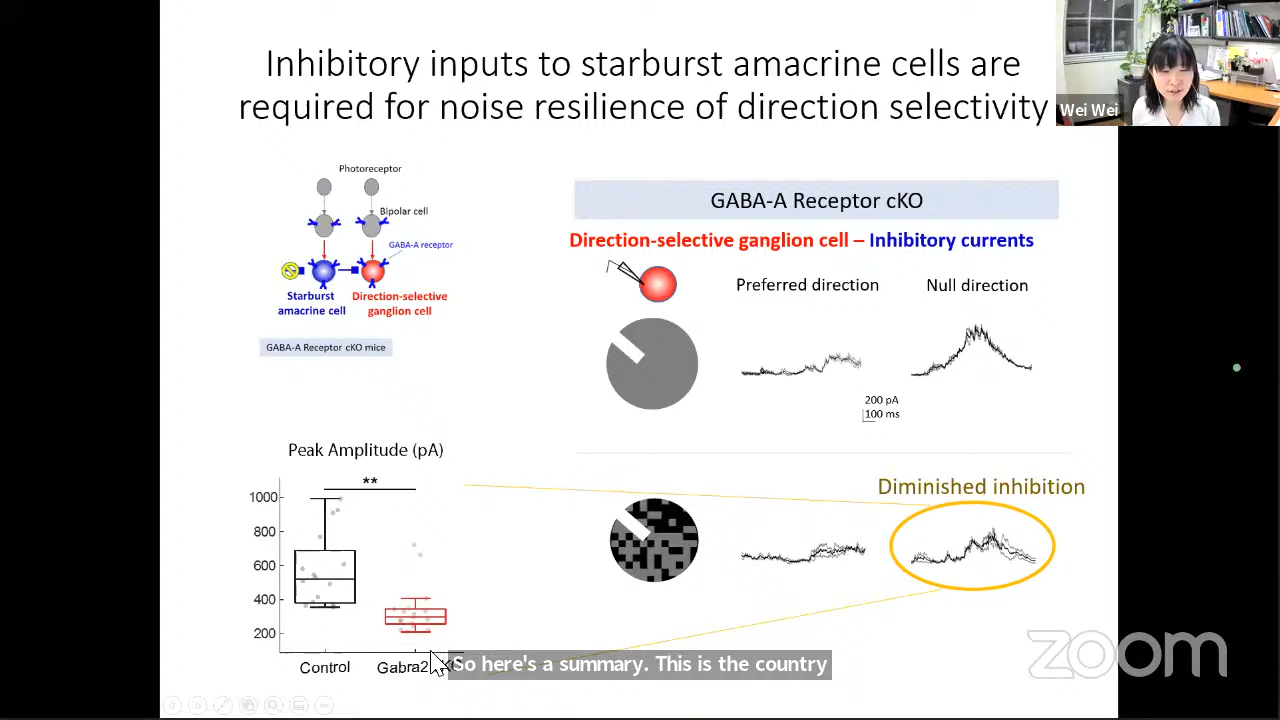 Inhibitory inputs to starburst amacrine cells are
required for noise resilience of direction selectivity
Wei Wei
Photoreceptor
Bipolar cell
GABA-A receptor
Starburst
amacrine cell
Direction-selective
ganglion cell
GABA-A Receptor cKO mice
GABA-A Receptor cKO
Direction-selective ganglion cell – Inhibitory currents
Preferred direction
Null direction
200 pA
100 ms
Peak Amplitude (pA)
**
1000
800
600
400
200
Control
Gabra2
Diminished inhibition
So here's a summary. This is the country
zoom